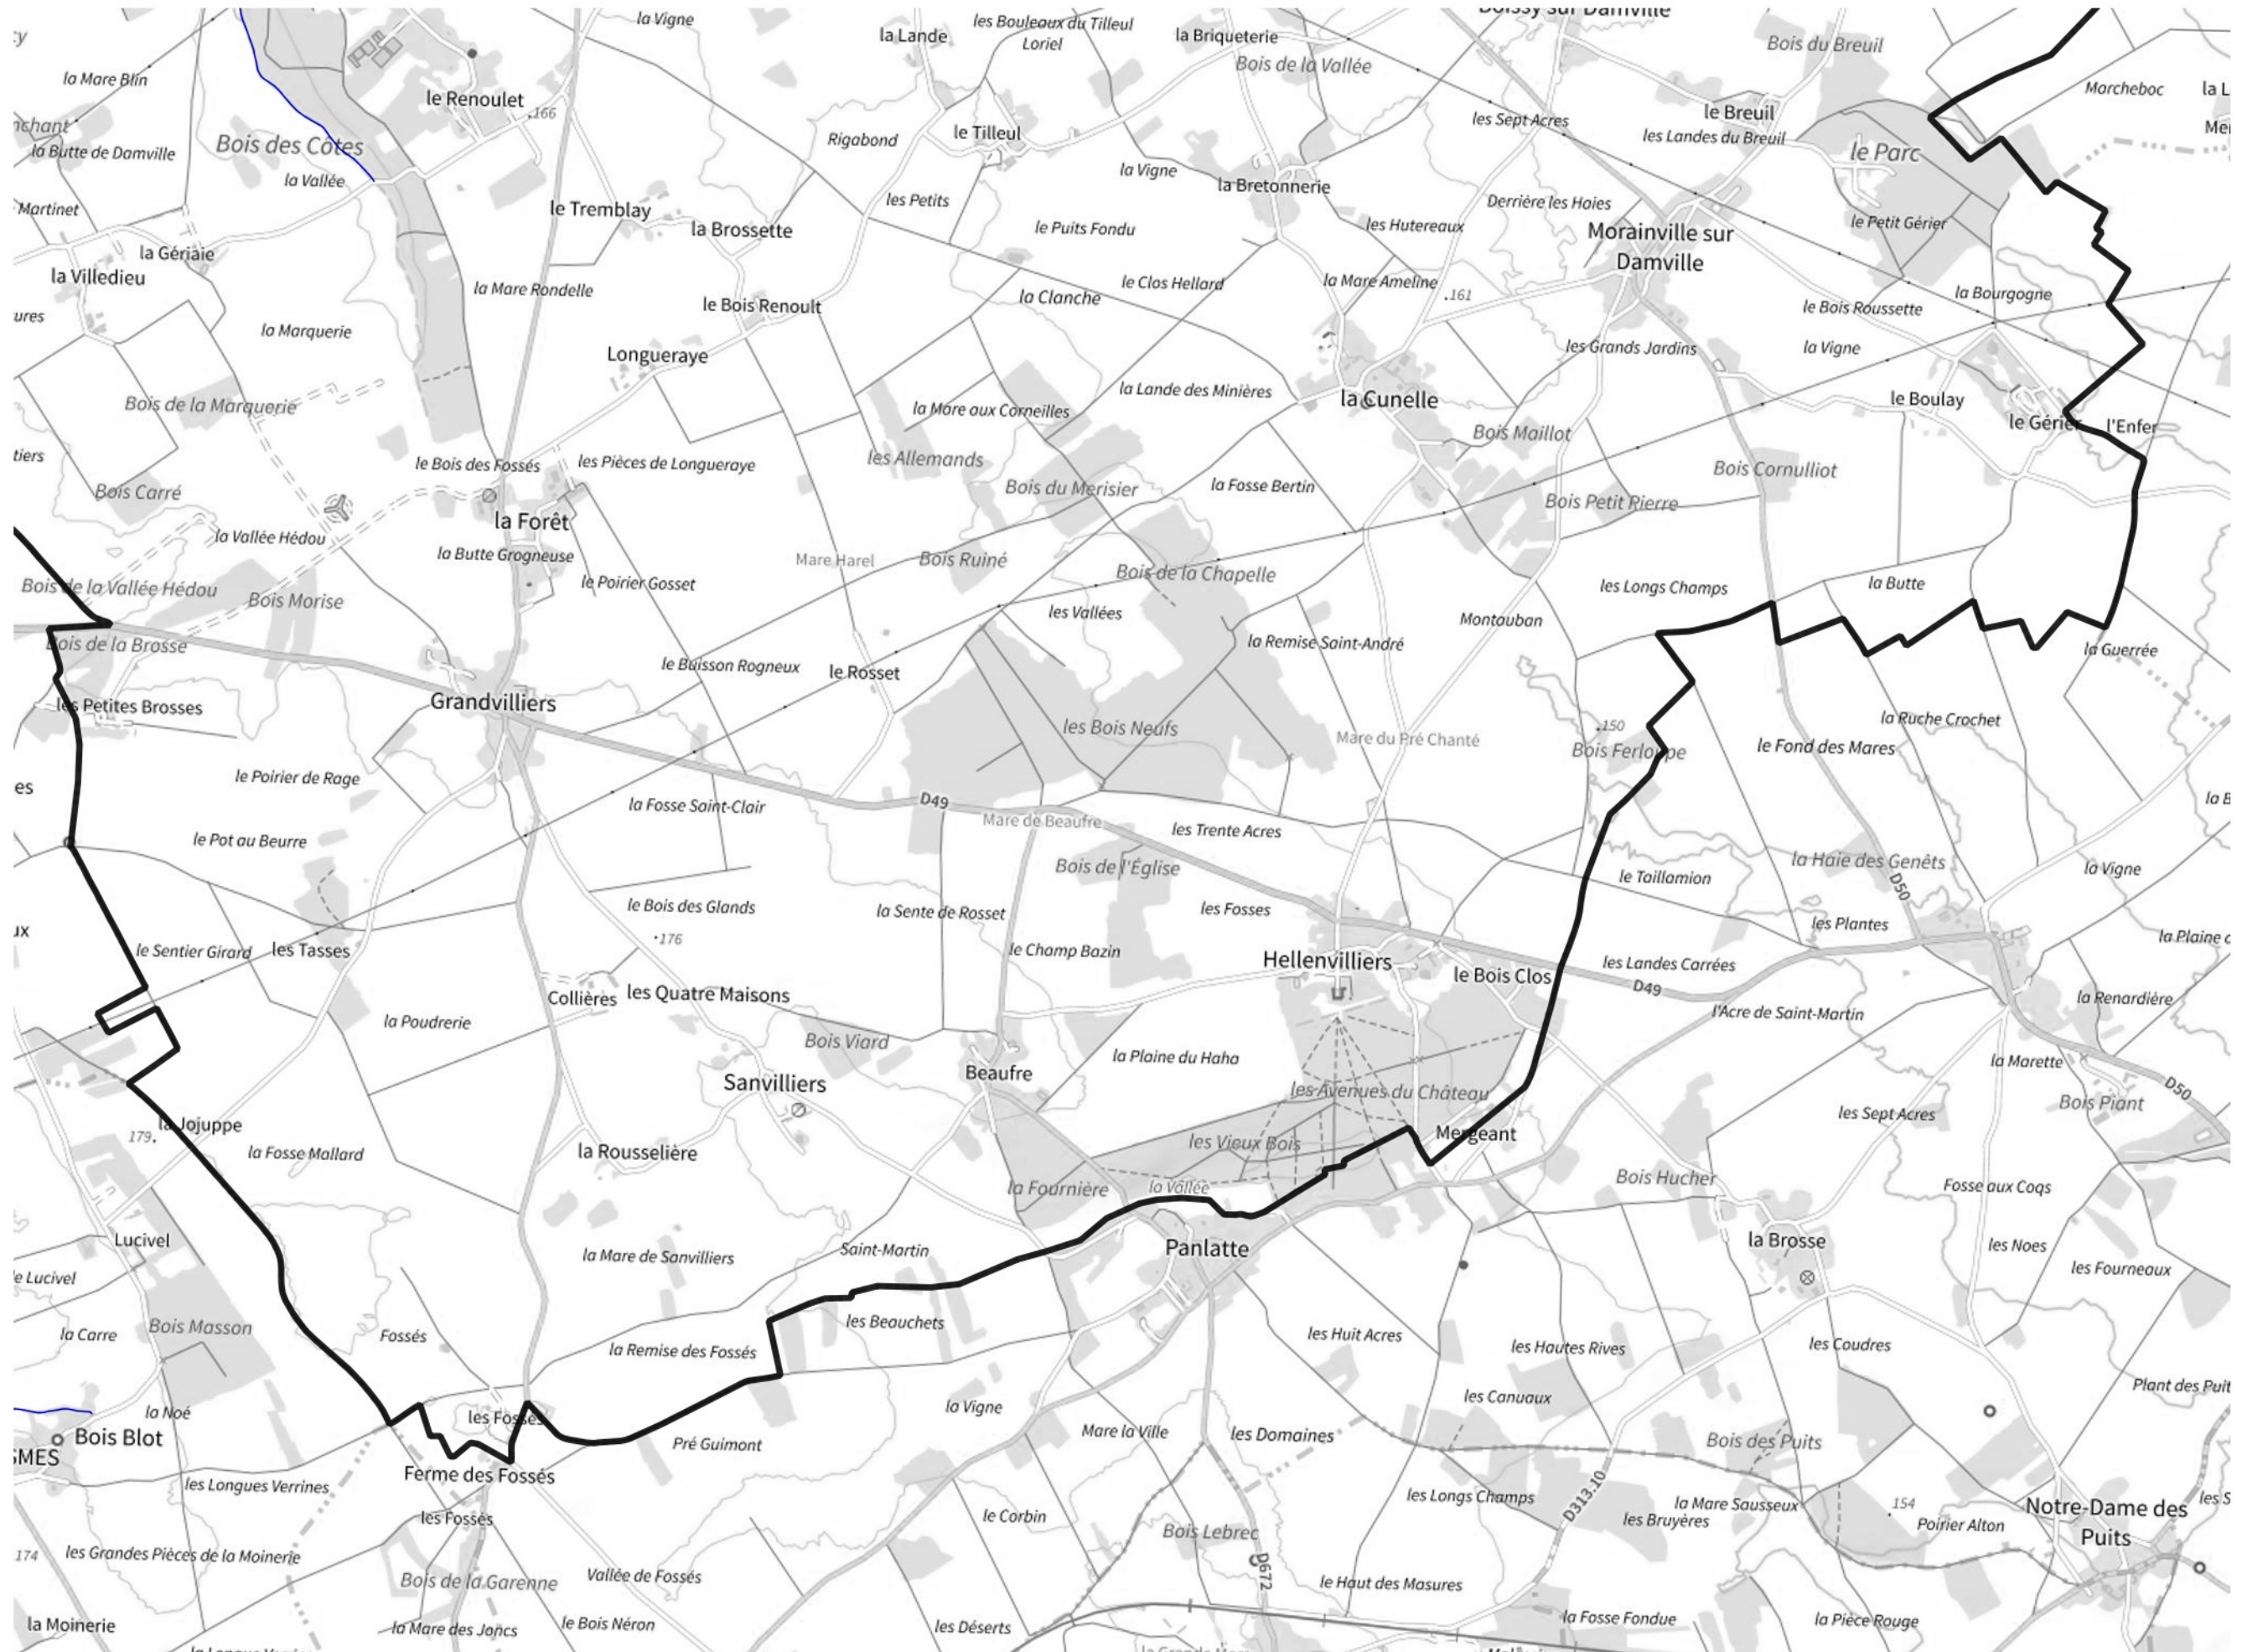 la Vigne
les Bouleaux du Tilleul
Loriel
la Lande
la Briqueterie
Boissy sur Damville
Bois du Breuil
Bois de la Vallée
la Mare Blin
le Renoulet
166
Morcheboc
la L
le Breuil
les Landes du Breuil
les Sept Acres
Bois des Côtes
la Butte de Damville
la Vallée
Rigabond
le Tilleul
la Vigne
la Bretonnerie
le Parc
Martinet
le Tremblay
la Brossette
les Petits
le Puits Fondu
les Hutereaux
Derrière les Haies
Morainville sur
Damville
le Petit Gérier
la Gériaie
la Villedieu
la Mare Rondelle
le Bois Renoult
la Clanche
le Clos Hellard
la Mare Ameline
161
la Bourgogne
le Bois Roussette
ures
la Marquerie
Longueraye
les Grands Jardins
la Vigne
Bois de la Marquerie
la Mare aux Corneilles
la Lande des Minières
la Cunelle
le Boulay
le Gérier
l'Enfer
Bois Maillot
tiers
le Bois des Fossés
les Pièces de Longueraye
les Allemands
Bois du Merisier
la Fosse Bertin
Bois Cornulliot
Bois Carré
Bois Petit Pierre
la Forêt
la Vallée Hédou
la Butte Grogneuse
Mare Harel
Bois Ruiné
Bois de la Chapelle
le Poirier Gosset
Bois de la Vallée Hédou
Bois Morise
les Longs Champs
la Butte
les Vallées
Montauban
Bois de la Brosse
la Remise Saint-André
la Guerrée
le Buisson Rogneux
le Rosset
les Petites Brosses
Grandvilliers
les Bois Neufs
Mare du Pré Chanté
150
Bois Ferloupe
le Fond des Mares
la Ruche Crochet
es
le Poirier de Rage
la Fosse Saint-Clair
D49
Mare de Beaufre
les Trente Acres
la B
le Pot au Beurre
Bois de l'Église
le Taillamion
la Haie des Genêts
D50
la Vigne
le Bois des Glands
la Sente de Rosset
les Fosses
les Plantes
ux
176
le Sentier Girard
les Tasses
le Champ Bazin
Hellenvilliers
le Bois Clos
les Landes Carrées
D49
la Plaine
Collières
les Quatre Maisons
la Renardière
l'Acre de Saint-Martin
la Poudrerie
Bois Viard
la Plaine du Haha
la Marette
Beaufre
Sanvilliers
les Avenues du Château
D50
Bois Piant
les Sept Acres
la Jojuppe
179
la Fosse Mallard
la Rousselière
les Vieux Bois
Mergeant
la Fournière
la Vallée
Bois Hucher
Fosse aux Coqs
Lucivel
la Mare de Sanvilliers
Saint-Martin
Panlatte
la Brosse
les Noes
les Fourneaux
le Lucivel
Bois Masson
la Carre
Fossés
la Remise des Fossés
les Beauchets
les Huit Acres
les Hautes Rives
les Coudres
les Canuaux
Plant des Puit
la Noé
Bois Blot
SMES
les Fossés
Pré Guimont
la Vigne
Mare la Ville
les Domaines
Bois des Puits
Ferme des Fossés
les Longues Verrines
les Longs Champs
D313.10
la Mare Sausseux
les Bruyères
154
Poirier Alton
Notre-Dame des
Puits
les S
les Fossés
le Corbin
Bois Lebrec
D672
174
les Grandes Pièces de la Moinerie
Bois de la Garenne
Vallée de Fossés
le Haut des Masures
la Moinerie
la Mare des Joncs
le Bois Néron
les Déserts
la Fosse Fondue
la Pièce Rouge